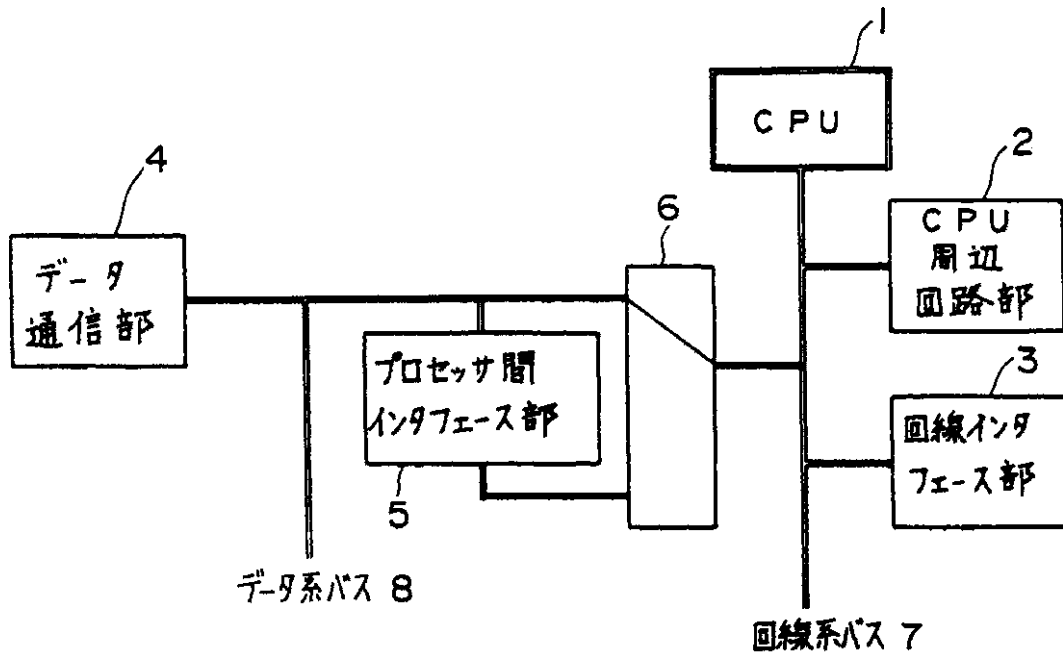 1
CPU
2
CPU
周辺
回路部
3
回線インタ
フェース部
4
データ
通信部
6
プロセッサ間
インタフェース部
5
データ系バス 8
回線系バス 7